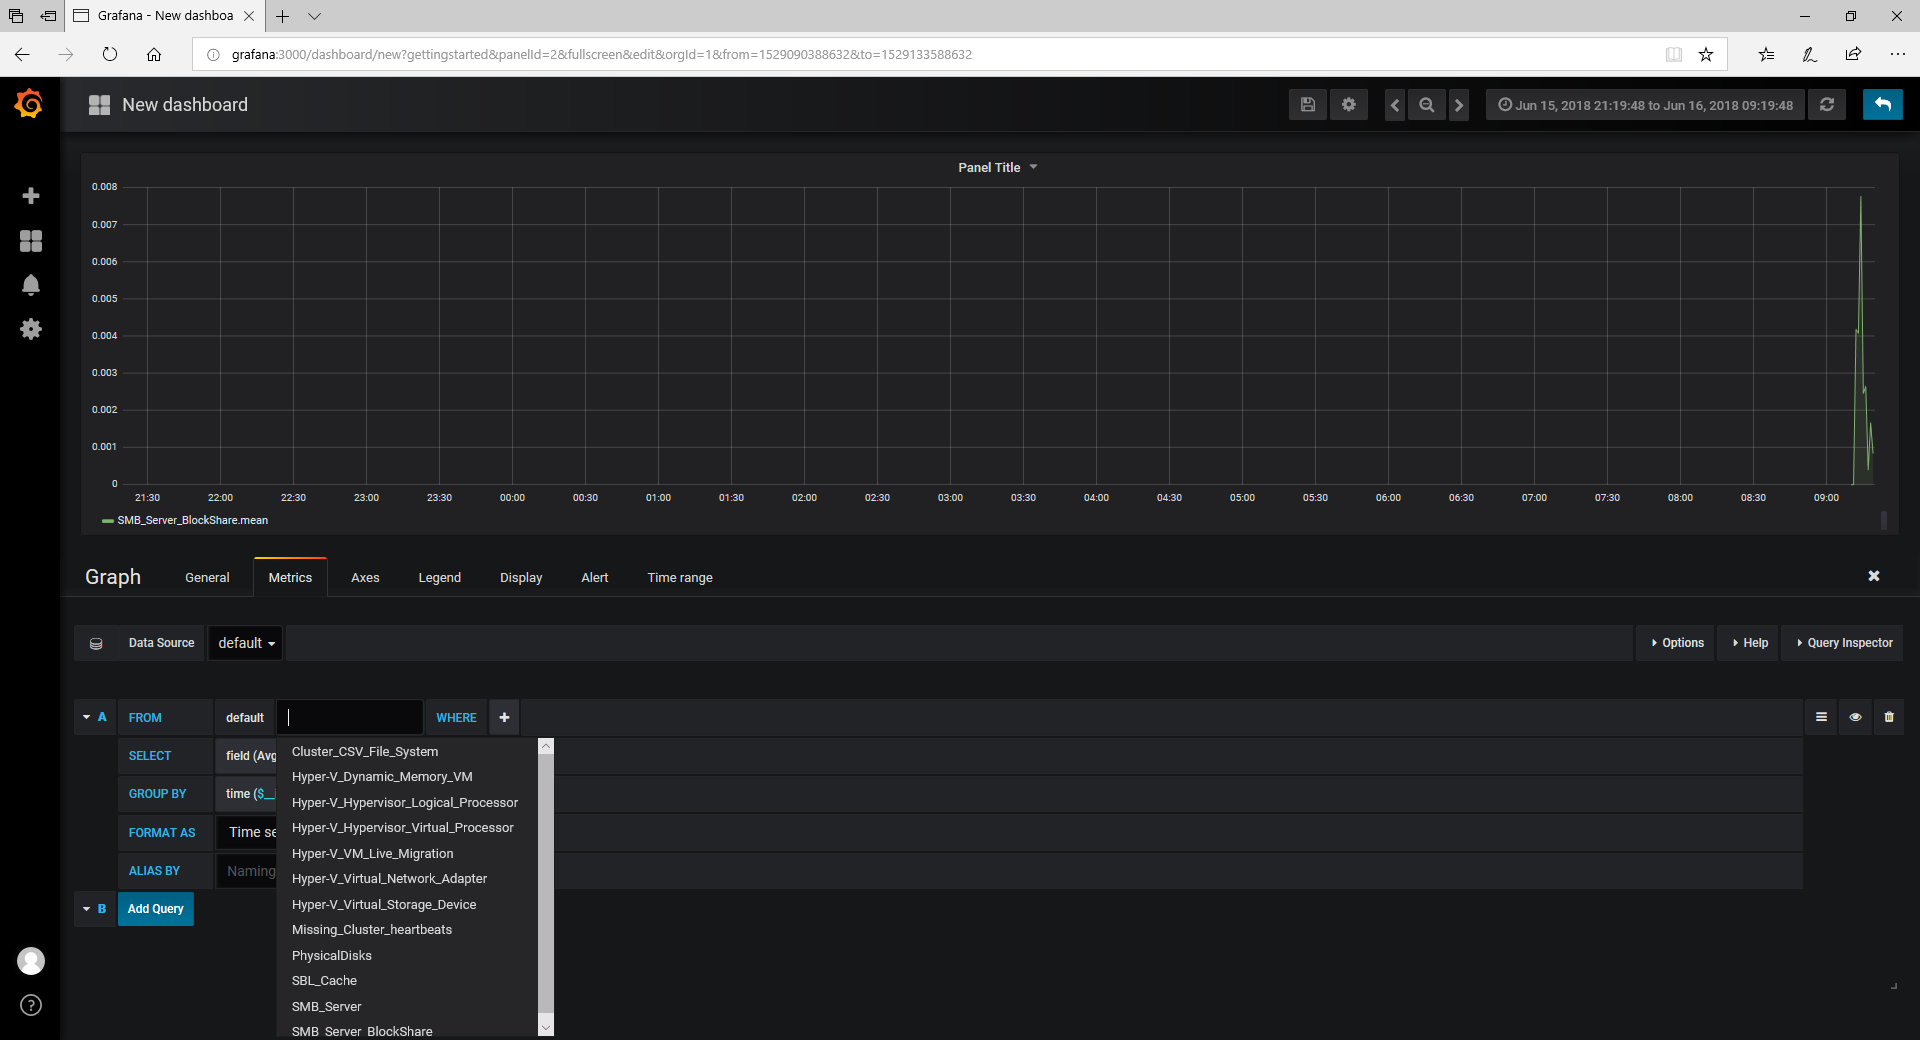 Grafana - New dashboa
grafana:3000/dashboard/new?gettingstarted&panelId=2&fullscreen&edit&orgId=1&from=1529090388632&to=1529133588632
New dashboard
Jun 15, 2018 21:19:48 to Jun 16, 2018 09:19:48
Panel Title
0.008
0.007
0.006
0.005
0.004
0.003
0.002
0.001
0
21:30 22:00 22:30 23:00 23:30 00:00 00:30 01:00 01:30 02:00 02:30 03:00 03:30 04:00 04:30 05:00 05:30 06:00 06:30 07:00 07:30 08:00 08:30 09:00
SMB_Server_BlockShare.mean
Graph General Metrics Axes Legend Display Alert Time range
Data Source default Options Help Query Inspector
A FROM default WHERE
SELECT field (Avg
GROUP BY time ($__
FORMAT AS Time se
ALIAS BY Naming
B Add Query
Cluster_CSV_File_System
Hyper-V_Dynamic_Memory_VM
Hyper-V_Hypervisor_Logical_Processor
Hyper-V_Hypervisor_Virtual_Processor
Hyper-V_VM_Live_Migration
Hyper-V_Virtual_Network_Adapter
Hyper-V_Virtual_Storage_Device
Missing_Cluster_heartbeats
PhysicalDisks
SBL_Cache
SMB_Server
SMB_Server_BlockShare